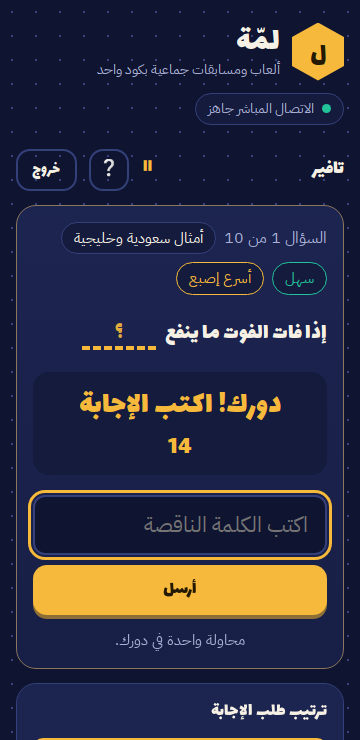 ل
لمّة
ألعاب ومسابقات جماعية بكود واحد
الاتصال المباشر جاهز
تافير
⏸
?
خروج
السؤال 1 من 10
أمثال سعودية وخليجية
سهل
أسرع إصبع
إذا فات الفوت ما ينفع ؟
دورك! اكتب الإجابة
14
اكتب الكلمة الناقصة
أرسل
محاولة واحدة في دورك.
ترتيب طلب الإجابة